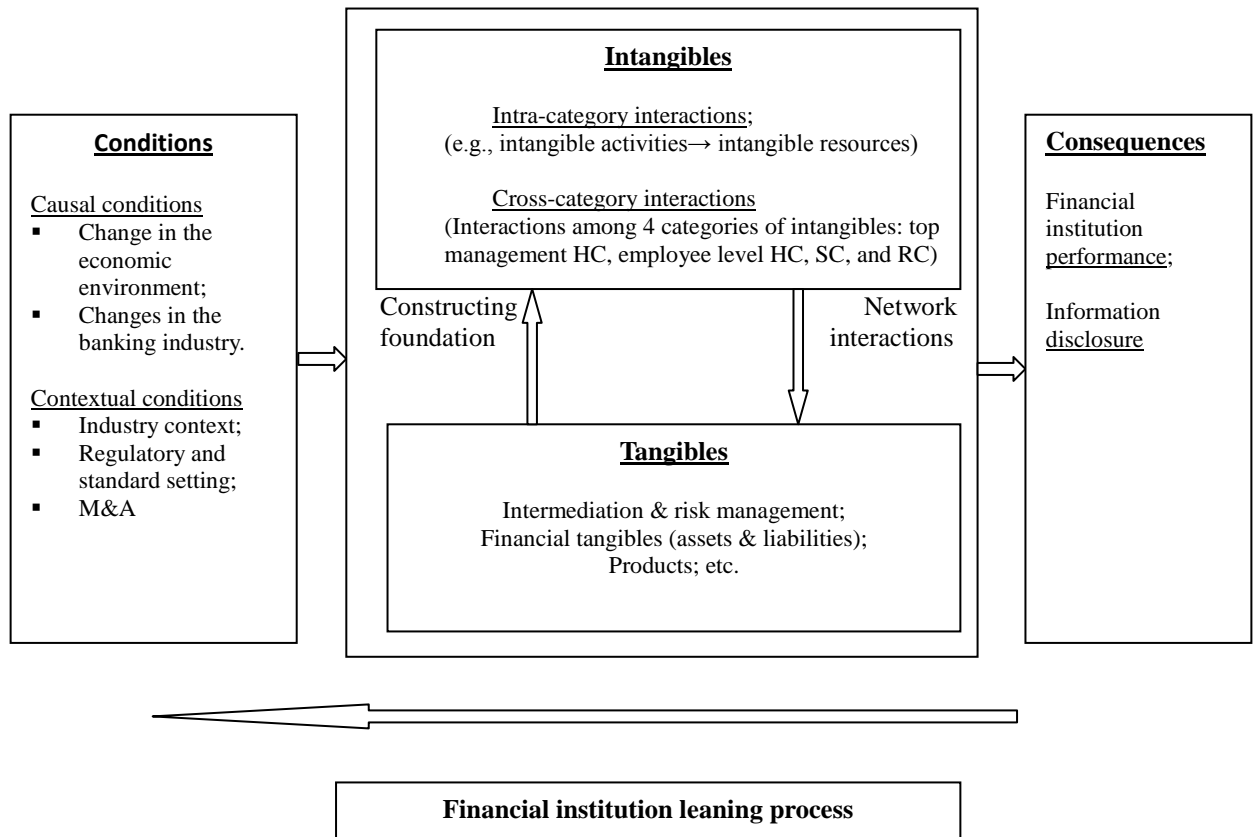 Conditions
Causal conditions
▪ Change in the
economic
environment;
▪ Changes in the
banking industry.
Contextual conditions
▪ Industry context;
▪ Regulatory and
standard setting;
▪ M&A
Intangibles
Intra-category interactions;
(e.g., intangible activities→ intangible resources)
Cross-category interactions
(Interactions among 4 categories of intangibles: top
management HC, employee level HC, SC, and RC)
Constructing
foundation
Network
interactions
Tangibles
Intermediation & risk management;
Financial tangibles (assets & liabilities);
Products; etc.
Consequences
Financial
institution
performance;
Information
disclosure
Financial institution leaning process